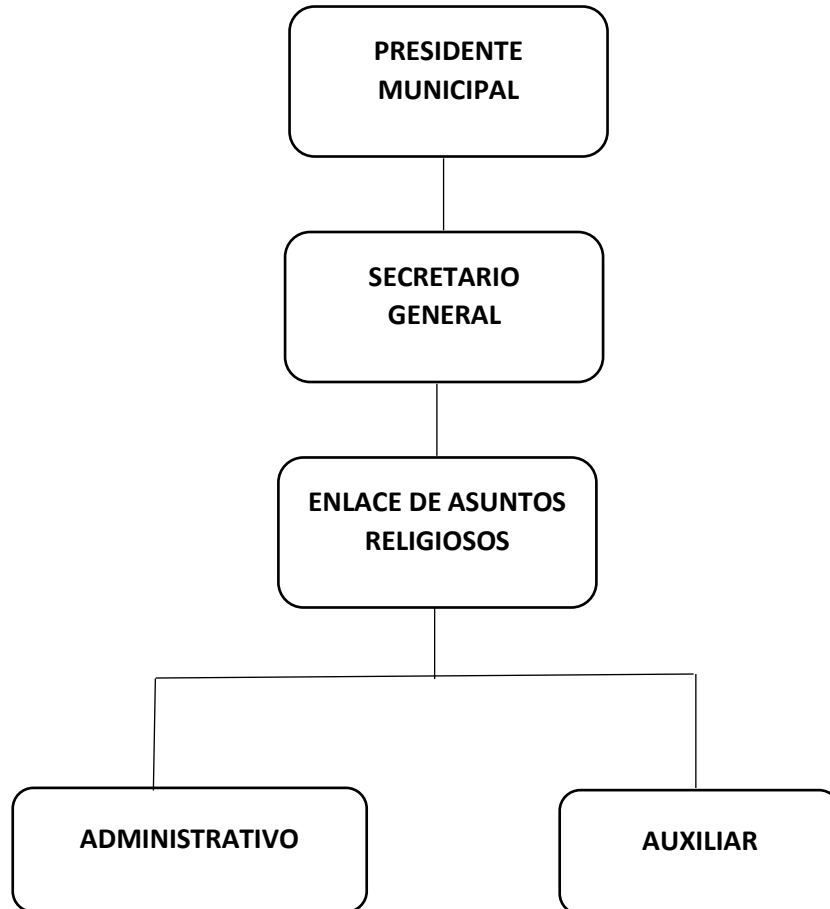 PRESIDENTE
MUNICIPAL
SECRETARIO
GENERAL
ENLACE DE ASUNTOS
RELIGIOSOS
ADMINISTRATIVO
AUXILIAR